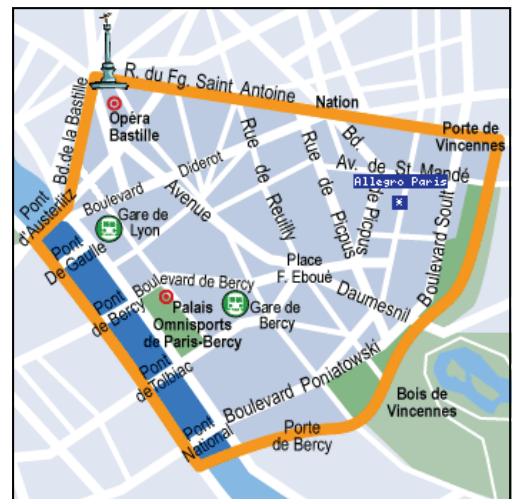 R. du Fg. Saint Antoine
Nation
Porte de
Vincennes
Bd.de la Bastille
Opéra
Bastille
Rue de Reuilly
Rue de Picpus
Bd. de Picpus
Av. de St. Mandé
Allegro Paris
Boulevard Diderot
Avenue Daumesnil
Pont
d'Austerlitz
Gare de
Lyon
Pont
De Gaulle
Place
F. Eboué
Boulevard Soult
Boulevard de Bercy
Pont
de Bercy
Palais
Omnisports
de Paris-Bercy
Gare de
Bercy
Pont
de Tolbiac
Boulevard Poniatowski
Bois de
Vincennes
Pont
National
Porte
de Bercy